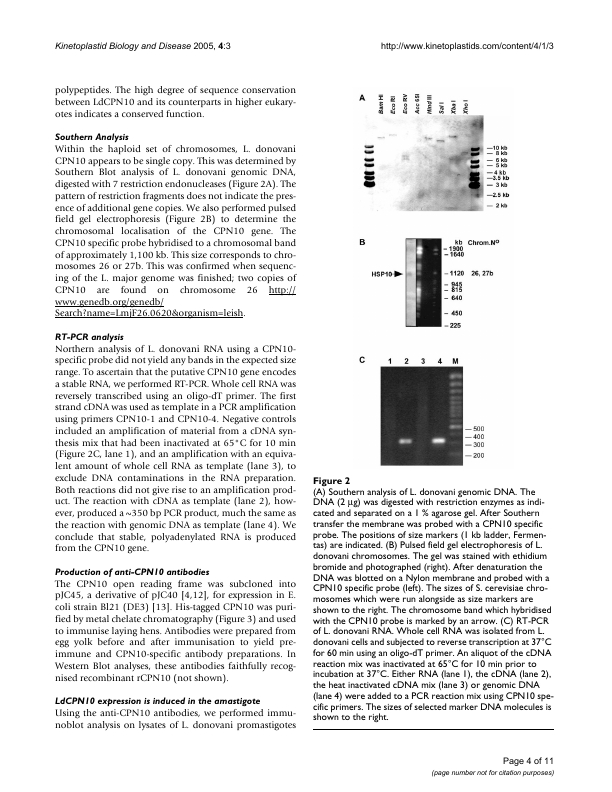 Kinetoplastid Biology and Disease 2005, 4:3
http://www.kinetoplastids.com/content/4/1/3
polypeptides. The high degree of sequence conservation
between LdCPN10 and its counterparts in higher eukary-
otes indicates a conserved function.
Southern Analysis
Within the haploid set of chromosomes, L. donovani
CPN10 appears to be single copy. This was determined by
Southern Blot analysis of L. donovani genomic DNA,
digested with 7 restriction endonucleases (Figure 2A). The
pattern of restriction fragments does not indicate the pres-
ence of additional gene copies. We also performed pulsed
field gel electrophoresis (Figure 2B) to determine the
chromosomal localisation of the CPN10 gene. The
CPN10 specific probe hybridised to a chromosomal band
of approximately 1,100 kb. This size corresponds to chro-
mosomes 26 or 27b. This was confirmed when sequenc-
ing of the L. major genome was finished; two copies of
CPN10 are found on chromosome 26 http://
www.genedb.org/genedb/
Search?name=LmjF26.0620&organism=leish.
RT-PCR analysis
Northern analysis of L. donovani RNA using a CPN10-
specific probe did not yield any bands in the expected size
range. To ascertain that the putative CPN10 gene encodes
a stable RNA, we performed RT-PCR. Whole cell RNA was
reversely transcribed using an oligo-dT primer. The first
strand cDNA was used as template in a PCR amplification
using primers CPN10-1 and CPN10-4. Negative controls
included an amplification of material from a cDNA syn-
thesis mix that had been inactivated at 65°C for 10 min
(Figure 2C, lane 1), and an amplification with an equiva-
lent amount of whole cell RNA as template (lane 3), to
exclude DNA contaminations in the RNA preparation.
Both reactions did not give rise to an amplification prod-
uct. The reaction with cDNA as template (lane 2), how-
ever, produced a ~350 bp PCR product, much the same as
the reaction with genomic DNA as template (lane 4). We
conclude that stable, polyadenylated RNA is produced
from the CPN10 gene.
Production of anti-CPN10 antibodies
The CPN10 open reading frame was subcloned into
pJC45, a derivative of pJC40 [4,12], for expression in E.
coli strain Bl21 (DE3) [13]. His-tagged CPN10 was puri-
fied by metal chelate chromatography (Figure 3) and used
to immunise laying hens. Antibodies were prepared from
egg yolk before and after immunisation to yield pre-
immune and CPN10-specific antibody preparations. In
Western Blot analyses, these antibodies faithfully recog-
nised recombinant rCPN10 (not shown).
LdCPN10 expression is induced in the amastigote
Using the anti-CPN10 antibodies, we performed immu-
noblot analysis on lysates of L. donovani promastigotes
A
Bam HI
Eco RI
Eco RV
Acc 65I
Hind III
Sal I
Xba I
Xho I
10 kb
8 kb
6 kb
5 kb
4 kb
3.5 kb
3 kb
2.5 kb
2 kb
B
kb Chrom.Nº
1900
1640
HSP10
1120 26, 27b
945
815
640
450
225
C
1 2 3 4 M
500
400
300
200
Figure 2
(A) Southern analysis of L. donovani genomic DNA. The
DNA (2 μg) was digested with restriction enzymes as indi-
cated and separated on a 1 % agarose gel. After Southern
transfer the membrane was probed with a CPN10 specific
probe. The positions of size markers (1 kb ladder, Fermen-
tas) are indicated. (B) Pulsed field gel electrophoresis of L.
donovani chromosomes. The gel was stained with ethidium
bromide and photographed (right). After denaturation the
DNA was blotted on a Nylon membrane and probed with a
CPN10 specific probe (left). The sizes of S. cerevisiae chro-
mosomes which were run alongside as size markers are
shown to the right. The chromosome band which hybridised
with the CPN10 probe is marked by an arrow. (C) RT-PCR
of L. donovani RNA. Whole cell RNA was isolated from L.
donovani cells and subjected to reverse transcription at 37°C
for 60 min using an oligo-dT primer. An aliquot of the cDNA
reaction mix was inactivated at 65°C for 10 min prior to
incubation at 37°C. Either RNA (lane 1), the cDNA (lane 2),
the heat inactivated cDNA mix (lane 3) or genomic DNA
(lane 4) were added to a PCR reaction mix using CPN10 spe-
cific primers. The sizes of selected marker DNA molecules is
shown to the right.
Page 4 of 11
(page number not for citation purposes)